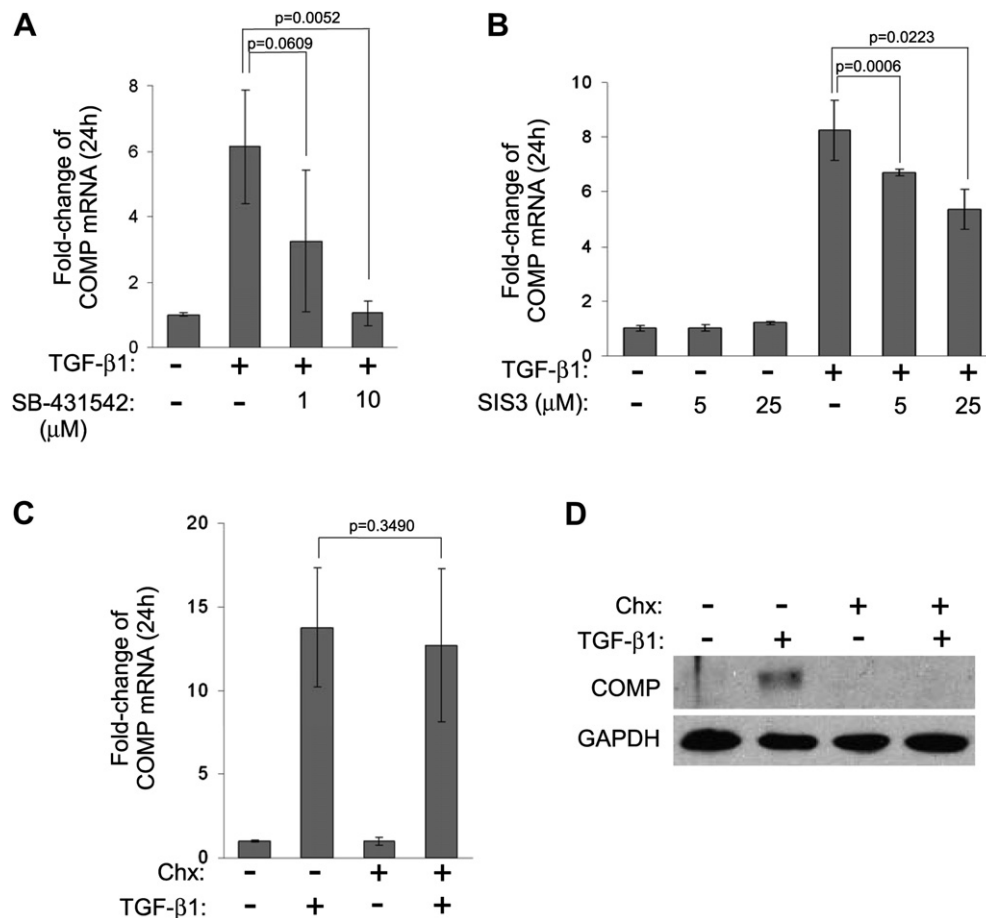 A
p=0.0052
p=0.0609
Fold-change of
COMP mRNA (24h)
8
6
4
2
0
TGF-β1: - + + +
SB-431542: - - 1 10
(μM)
B
p=0.0223
p=0.0006
Fold-change of
COMP mRNA (24h)
10
8
6
4
2
0
TGF-β1: - - - + + +
SIS3 (μM): - 5 25 - 5 25
C
p=0.3490
Fold-change of
COMP mRNA (24h)
20
15
10
5
0
Chx: - - + +
TGF-β1: - + - +
D
Chx: - - + +
TGF-β1: - + - +
COMP
GAPDH